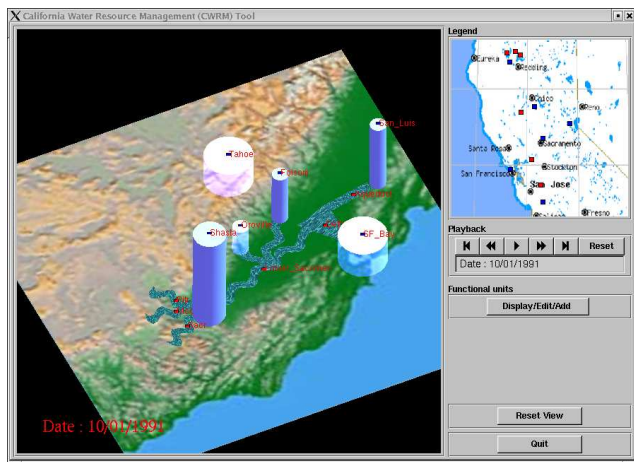 California Water Resource Management (CWRM) Tool
Legend
Eureka
Redding
Chico
Reno
Santa Rosa
Sacramento
Stockton
San Francisco
San Jose
Fresno
San_Luis
Tahoe
Folsom
Oroville
Shasta
SF_Bay
Playback
Reset
Date : 10/01/1991
Functional units
Display/Edit/Add
Reset View
Quit
Date : 10/01/1991